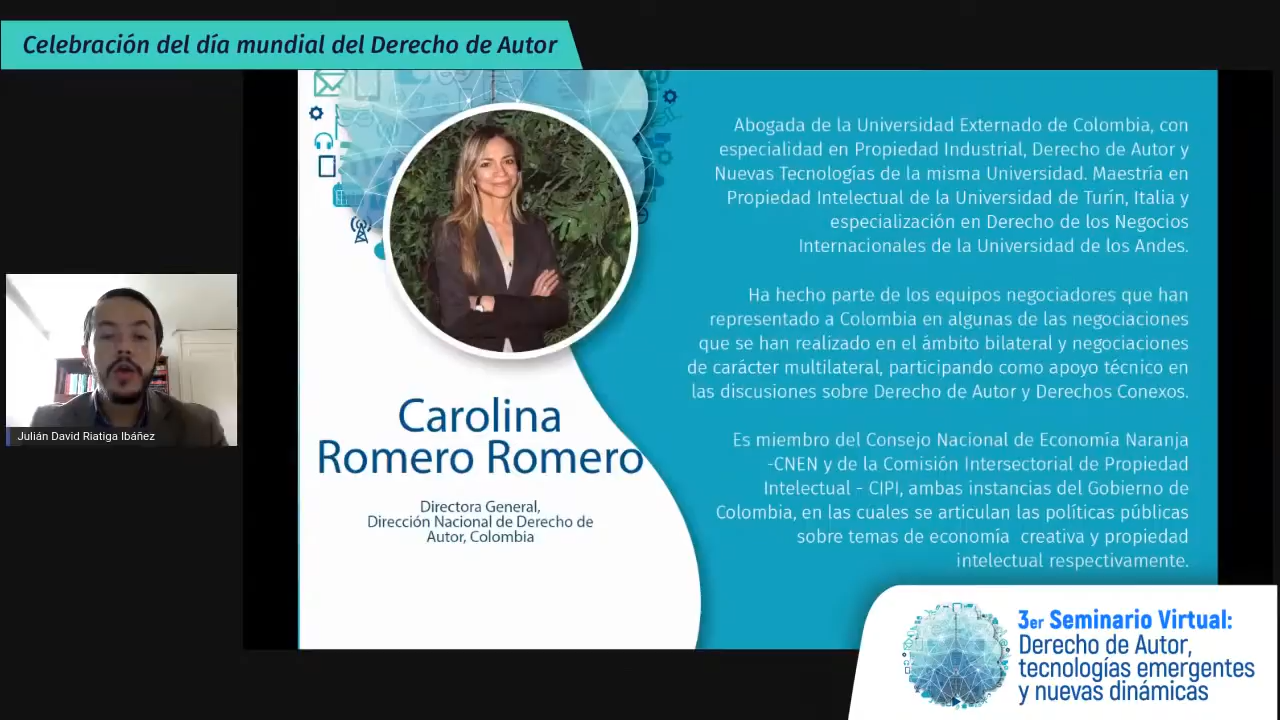 Celebración del día mundial del Derecho de Autor
Abogada de la Universidad Externado de Colombia, con
especialidad en Propiedad Industrial, Derecho de Autor y
Nuevas Tecnologías de la misma Universidad. Maestría en
Propiedad Intelectual de la Universidad de Turín, Italia y
especialización en Derecho de los Negocios
Internacionales de la Universidad de los Andes.
Ha hecho parte de los equipos negociadores que han
representado a Colombia en algunas de las negociaciones
que se han realizado en el ámbito bilateral y negociaciones
de carácter multilateral, participando como apoyo técnico en
las discusiones sobre Derecho de Autor y Derechos Conexos.
Es miembro del Consejo Nacional de Economía Naranja
-CNEN y de la Comisión Intersectorial de Propiedad
Intelectual - CIPI, ambas instancias del Gobierno de
Colombia, en las cuales se articulan las políticas públicas
sobre temas de economía creativa y propiedad
intelectual respectivamente.
Carolina
Romero Romero
Directora General,
Dirección Nacional de Derecho de
Autor, Colombia
Julián David Riatiga Ibáñez
3er Seminario Virtual:
Derecho de Autor,
tecnologías emergentes
y nuevas dinámicas